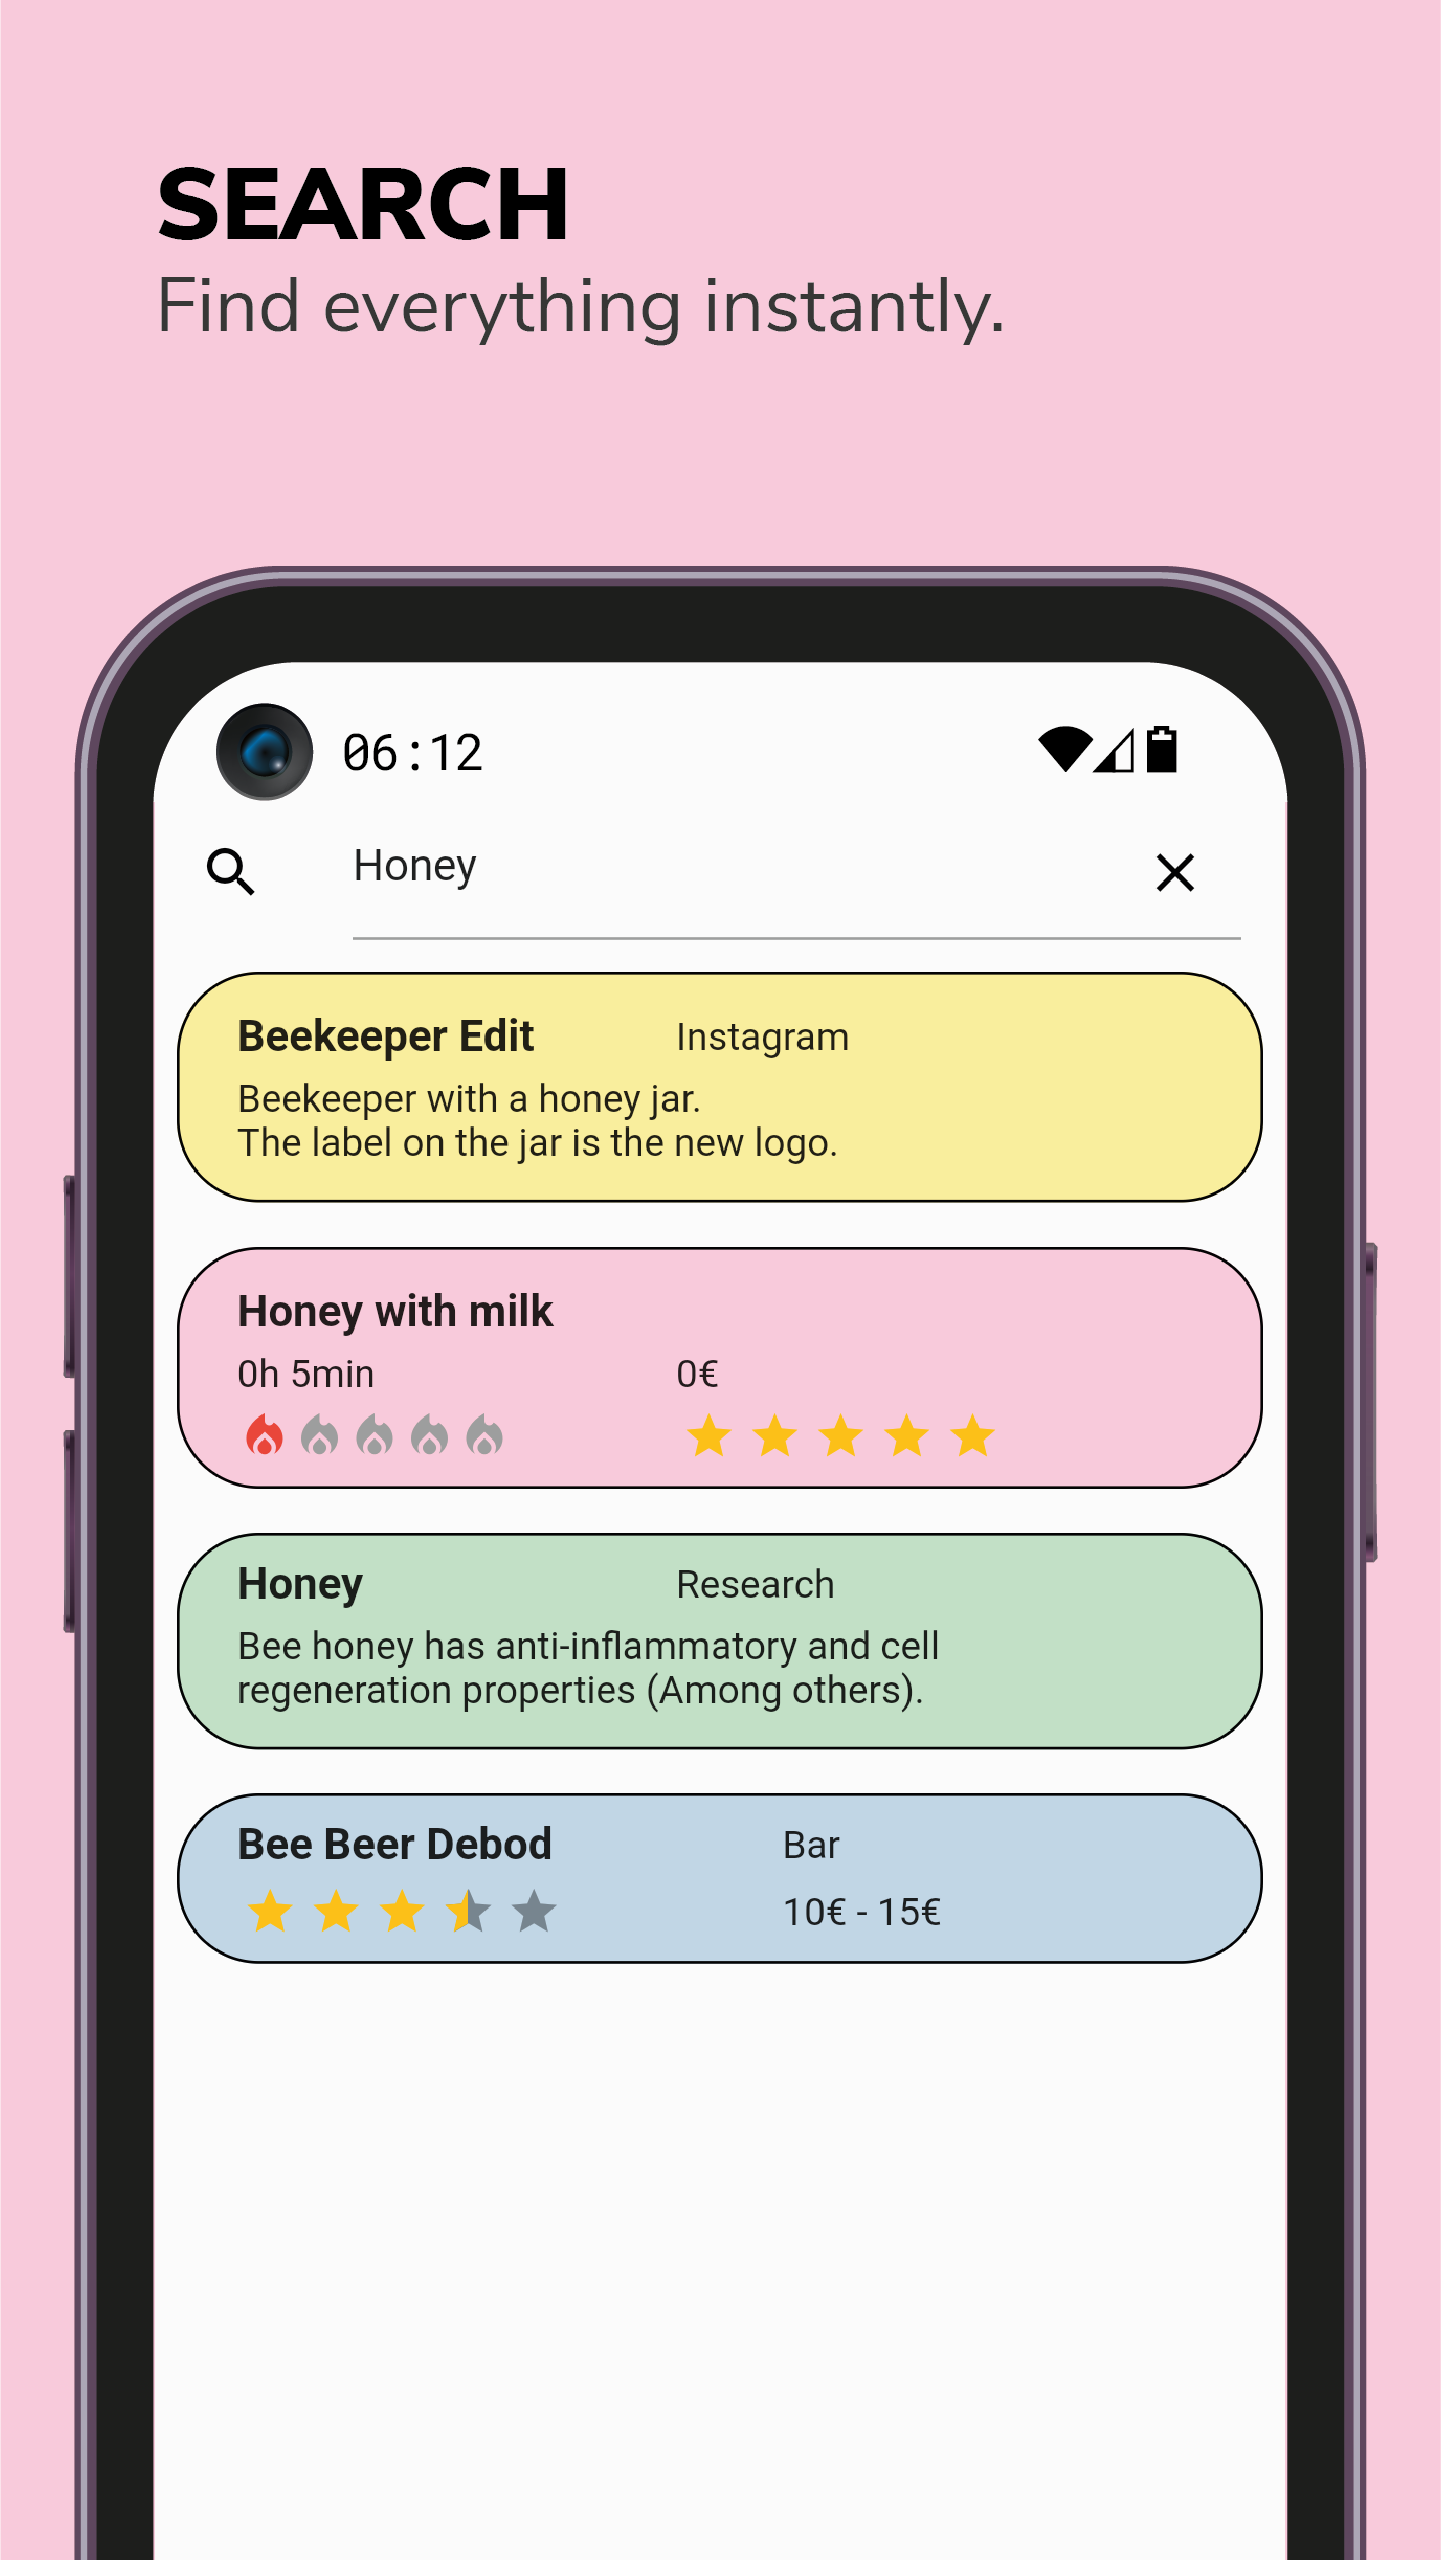 SEARCH
Find everything instantly.
06:12
Honey
Beekeeper Edit Instagram
Beekeeper with a honey jar.
The label on the jar is the new logo.
Honey with milk
0h 5min 0€
Honey Research
Bee honey has anti-inflammatory and cell
regeneration properties (Among others).
Bee Beer Debod Bar
10€ - 15€